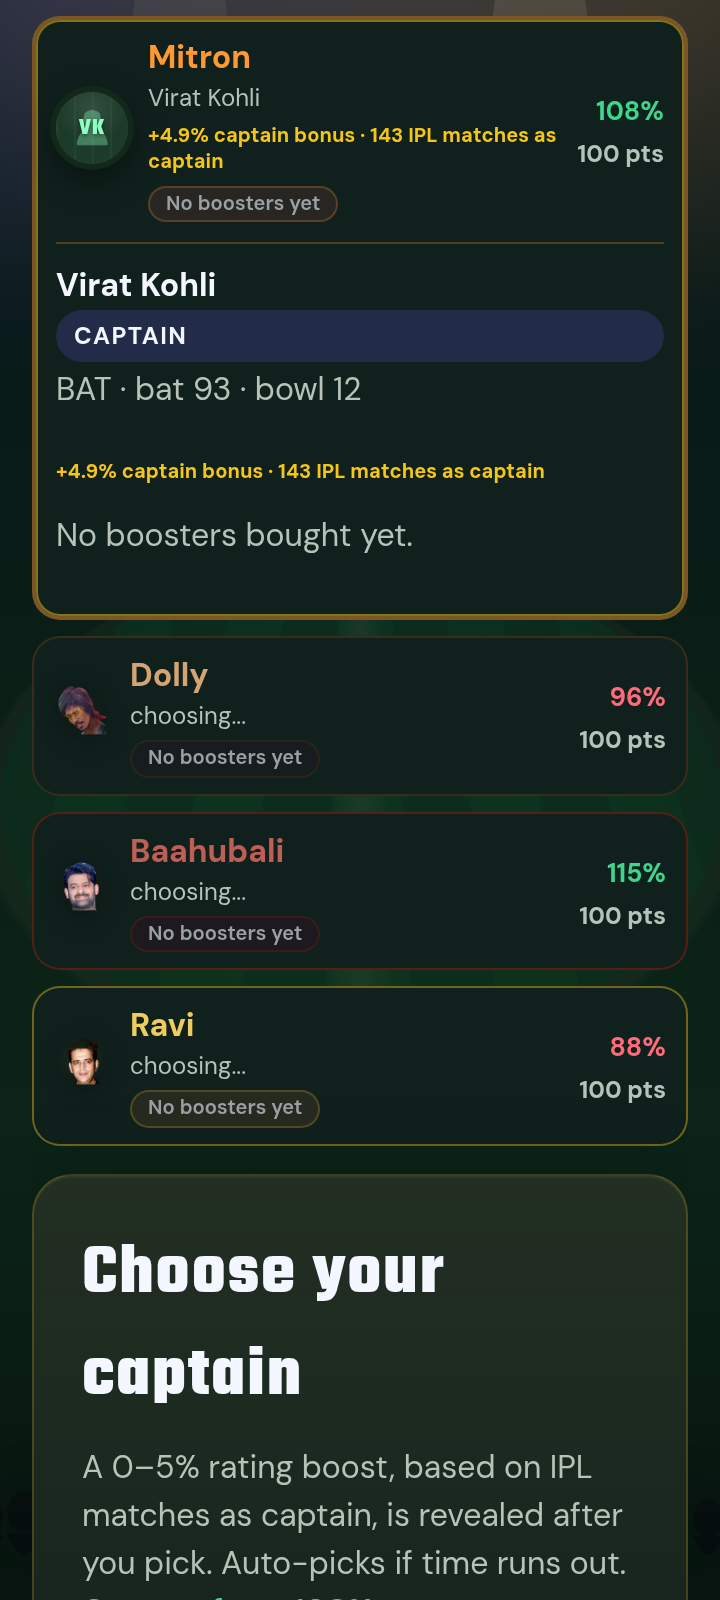 Mitron
Virat Kohli
+4.9% captain bonus · 143 IPL matches as
captain
No boosters yet
VK
108%
100 pts
Virat Kohli
CAPTAIN
BAT · bat 93 · bowl 12
+4.9% captain bonus · 143 IPL matches as captain
No boosters bought yet.
Dolly
choosing...
No boosters yet
96%
100 pts
Baahubali
choosing...
No boosters yet
115%
100 pts
Ravi
choosing...
No boosters yet
88%
100 pts
Choose your
captain
A 0–5% rating boost, based on IPL
matches as captain, is revealed after
you pick. Auto-picks if time runs out.